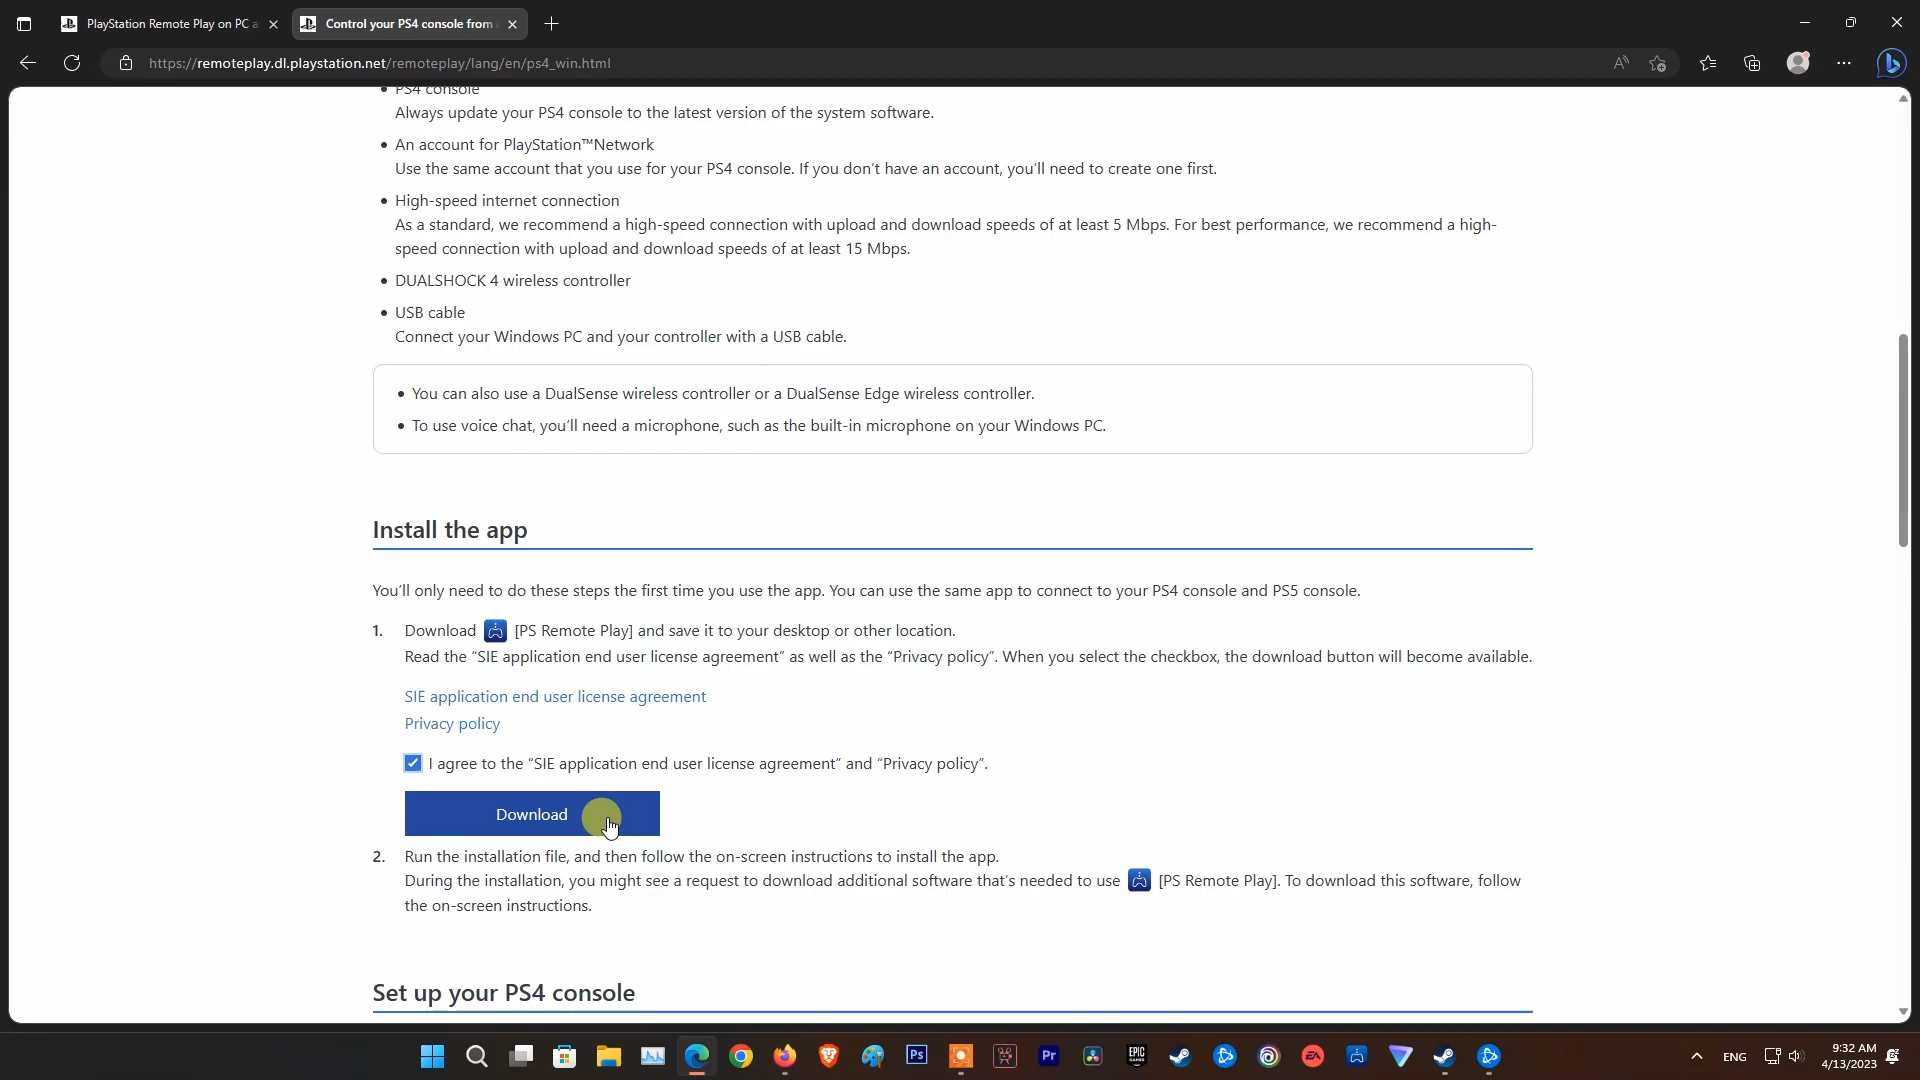 PlayStation Remote Play on PC a
Control your PS4 console from
https://remoteplay.dl.playstation.net/remoteplay/lang/en/ps4_win.html
• PS4 console
Always update your PS4 console to the latest version of the system software.
• An account for PlayStation™Network
Use the same account that you use for your PS4 console. If you don't have an account, you'll need to create one first.
• High-speed internet connection
As a standard, we recommend a high-speed connection with upload and download speeds of at least 5 Mbps. For best performance, we recommend a high-
speed connection with upload and download speeds of at least 15 Mbps.
• DUALSHOCK 4 wireless controller
• USB cable
Connect your Windows PC and your controller with a USB cable.
• You can also use a DualSense wireless controller or a DualSense Edge wireless controller.
• To use voice chat, you'll need a microphone, such as the built-in microphone on your Windows PC.
Install the app
You'll only need to do these steps the first time you use the app. You can use the same app to connect to your PS4 console and PS5 console.
1. Download [PS Remote Play] and save it to your desktop or other location.
Read the "SIE application end user license agreement" as well as the "Privacy policy". When you select the checkbox, the download button will become available.
SIE application end user license agreement
Privacy policy
I agree to the "SIE application end user license agreement" and "Privacy policy".
Download
2. Run the installation file, and then follow the on-screen instructions to install the app.
During the installation, you might see a request to download additional software that's needed to use [PS Remote Play]. To download this software, follow
the on-screen instructions.
Set up your PS4 console
Ps
Pr
EPIC
GAMES
EA
ENG
9:32 AM
4/13/2023